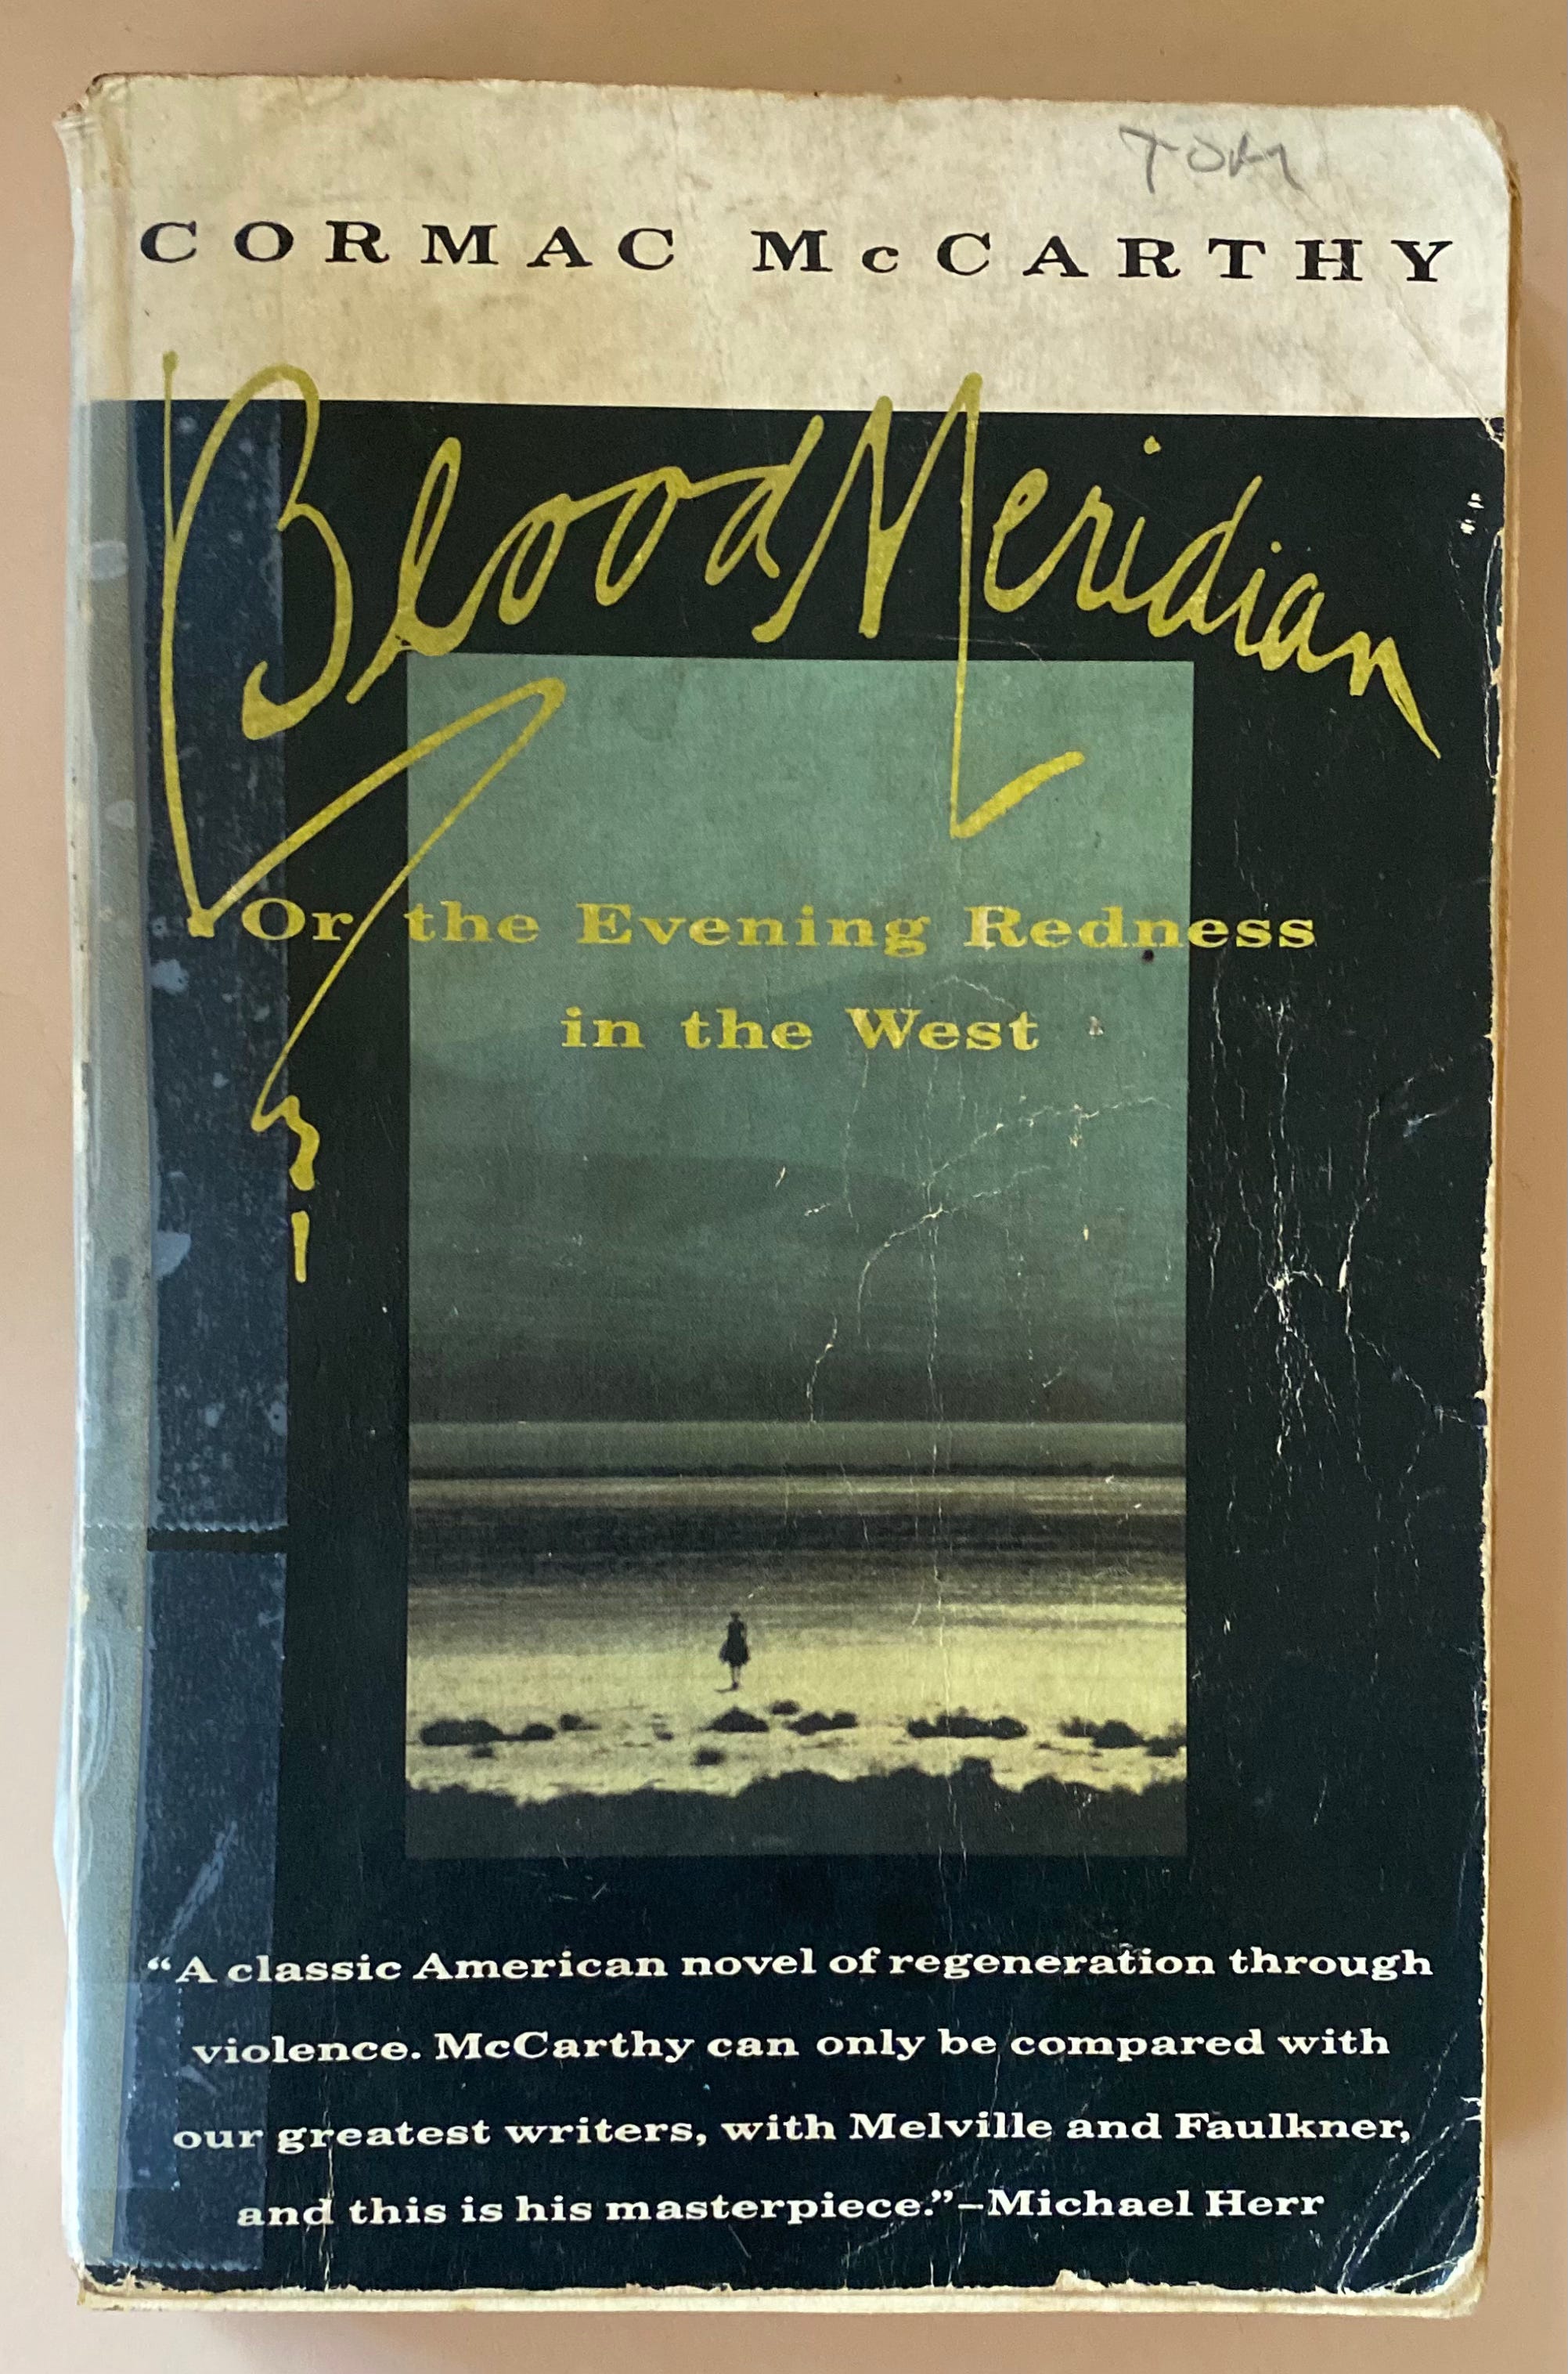 TOM
CORMAC McCARTHY
Blood Meridian
Or the Evening Redness
in the West
“A classic American novel of regeneration through
violence. McCarthy can only be compared with
our greatest writers, with Melville and Faulkner,
and this is his masterpiece.”–Michael Herr